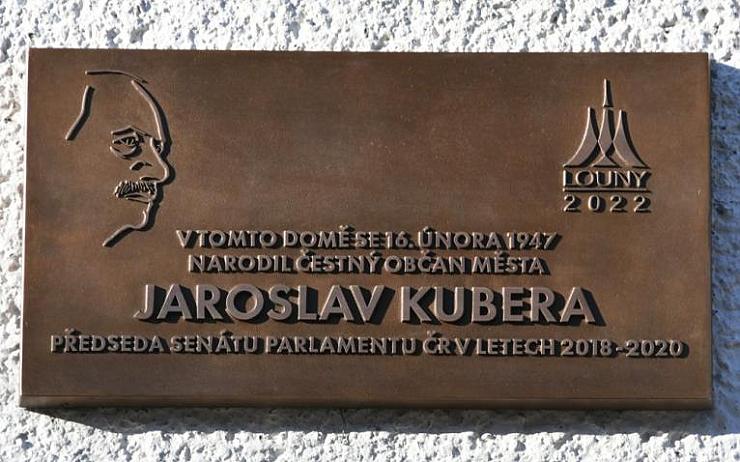 LOUNY
2022
V TOMTO DOMĚ SE 16. ÚNORA 1947
NARODIL ČESTNÝ OBČAN MĚSTA
JAROSLAV KUBERA
PŘEDSEDA SENÁTU PARLAMENTU ČR V LETECH 2018-2020